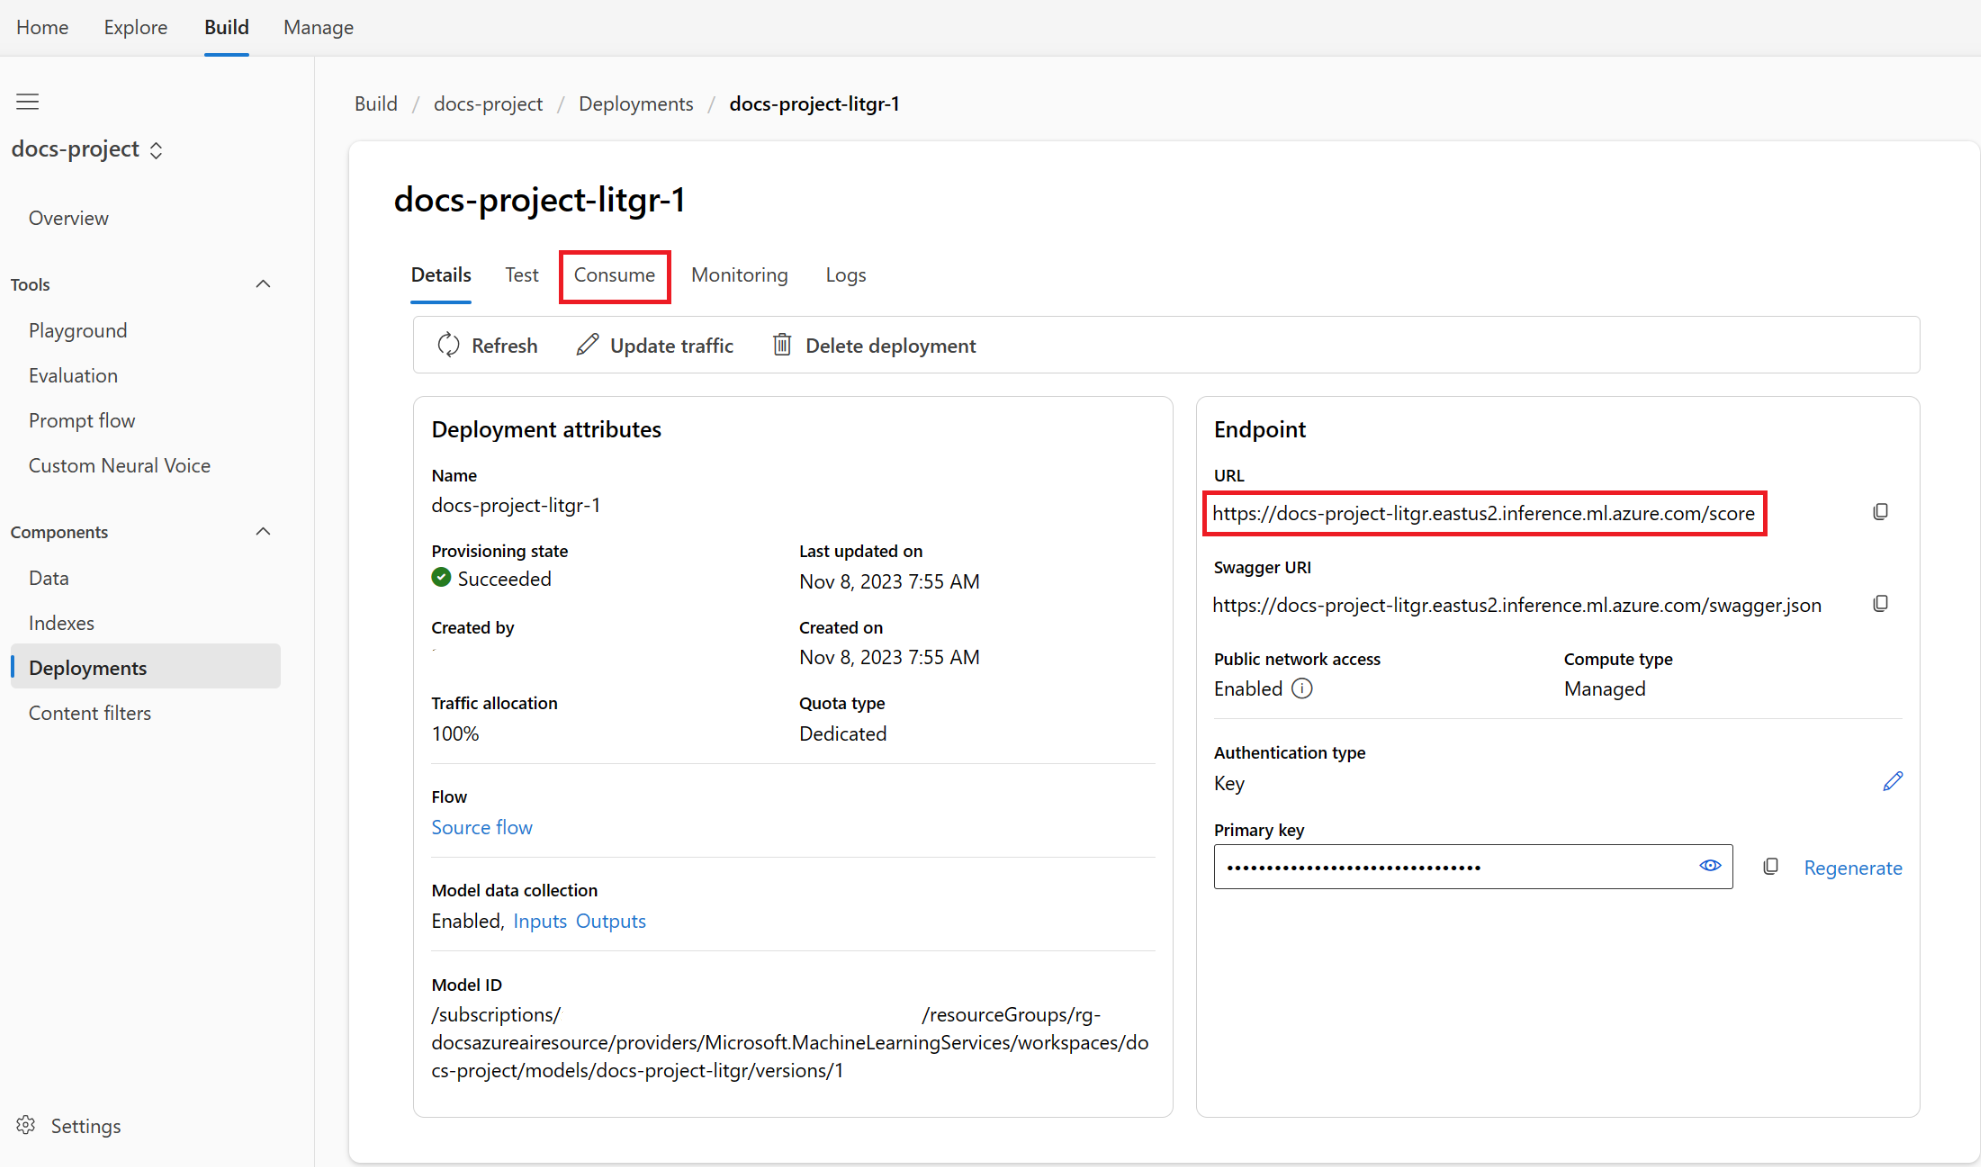 Home Explore Build Manage
docs-project
Overview
Tools
Playground
Evaluation
Prompt flow
Custom Neural Voice
Components
Data
Indexes
Deployments
Content filters
Settings
Build / docs-project / Deployments / docs-project-litgr-1
docs-project-litgr-1
Details Test Consume Monitoring Logs
Refresh Update traffic Delete deployment
Deployment attributes
Name
docs-project-litgr-1
Provisioning state
Succeeded
Last updated on
Nov 8, 2023 7:55 AM
Created by
Created on
Nov 8, 2023 7:55 AM
Traffic allocation
100%
Quota type
Dedicated
Flow
Source flow
Model data collection
Enabled, Inputs Outputs
Model ID
/subscriptions/ /resourceGroups/rg-
docsazureairesource/providers/Microsoft.MachineLearningServices/workspaces/do
cs-project/models/docs-project-litgr/versions/1
Endpoint
URL
https://docs-project-litgr.eastus2.inference.ml.azure.com/score
Swagger URI
https://docs-project-litgr.eastus2.inference.ml.azure.com/swagger.json
Public network access
Enabled
Compute type
Managed
Authentication type
Key
Primary key
••••••••••••••••••••••••••••••••
Regenerate